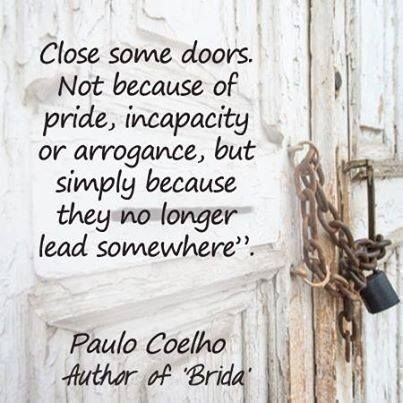 Close some doors.
Not because of
pride, incapacity
or arrogance, but
simply because
they no longer
lead somewhere”.
Paulo Coelho
Author of 'Brida'